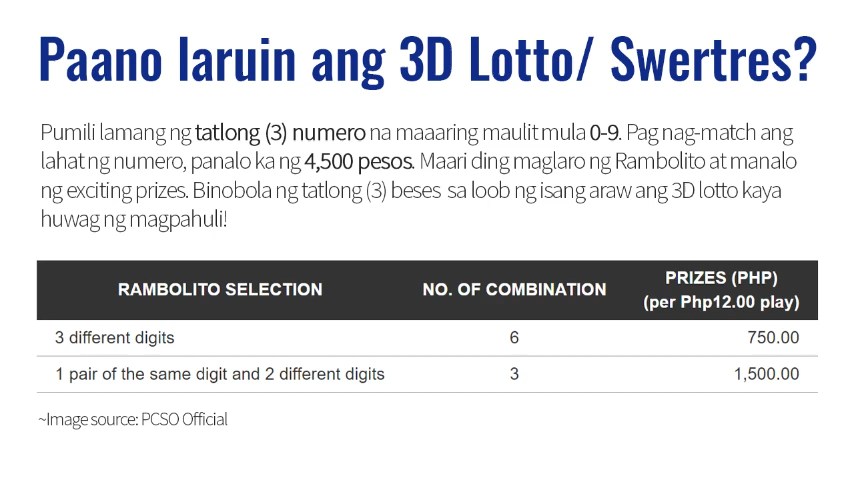 Paano laruin ang 3D Lotto/ Swertres?
Pumili lamang ng tatlong (3) numero na maaaring maulit mula 0-9. Pag nag-match ang
lahat ng numero, panalo ka ng 4,500 pesos. Maari ding maglaro ng Rambolito at manalo
ng exciting prizes. Binobola ng tatlong (3) beses sa loob ng isang araw ang 3D lotto kaya
huwag ng magpahuli!
RAMBOLITO SELECTION NO. OF COMBINATION PRIZES (PHP)
(per Php12.00 play)
3 different digits 6 750.00
1 pair of the same digit and 2 different digits 3 1,500.00
~Image source: PCSO Official